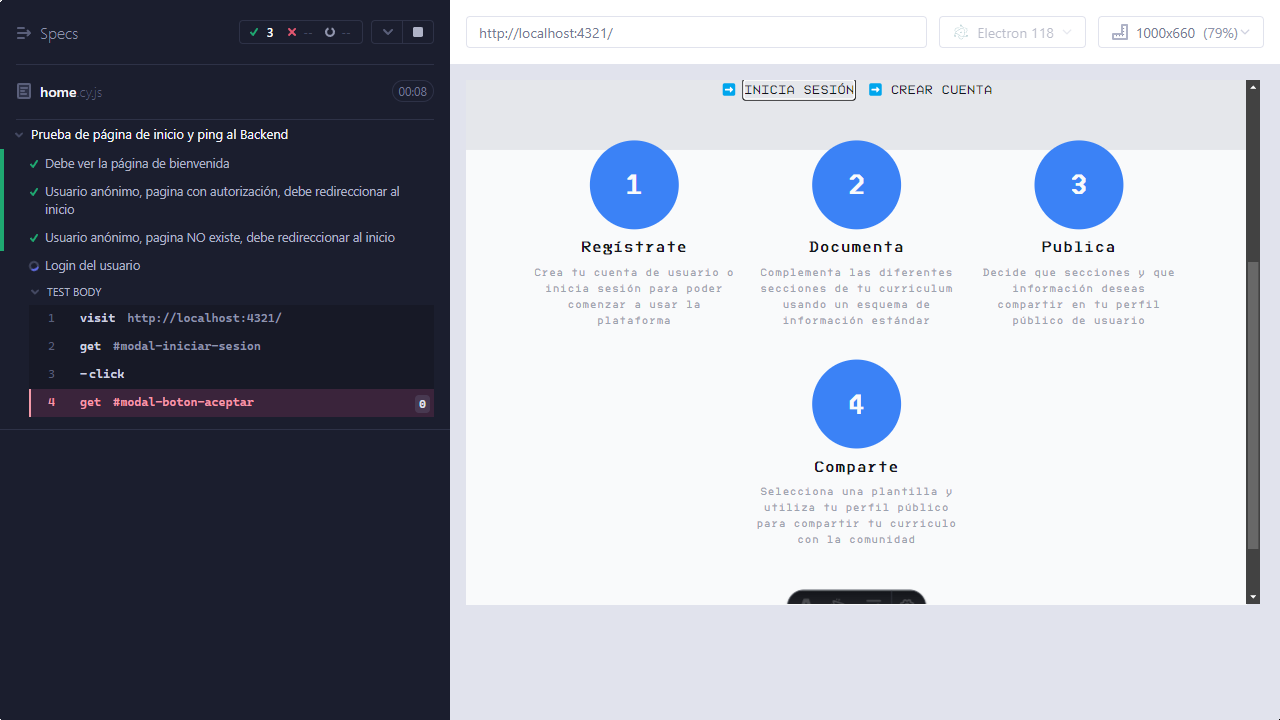 Specs
3 -- --
home.cy.js
00:08
Prueba de página de inicio y ping al Backend
Debe ver la página de bienvenida
Usuario anónimo, pagina con autorización, debe redireccionar al
inicio
Usuario anónimo, pagina NO existe, debe redireccionar al inicio
Login del usuario
TEST BODY
1 visit http://localhost:4321/
2 get #modal-iniciar-sesion
3 -click
4 get #modal-boton-aceptar 0
http://localhost:4321/
Electron 118
1000x660 (79%)
INICIA SESIÓN
CREAR CUENTA
1
Regístrate
Crea tu cuenta de usuario o
inicia sesión para poder
comenzar a usar la
plataforma
2
Documenta
Complementa las diferentes
secciones de tu curriculum
usando un esquema de
información estándar
3
Publica
Decide que secciones y que
información deseas
compartir en tu perfil
público de usuario
4
Comparte
Selecciona una plantilla y
utiliza tu perfil público
para compartir tu curriculo
con la comunidad